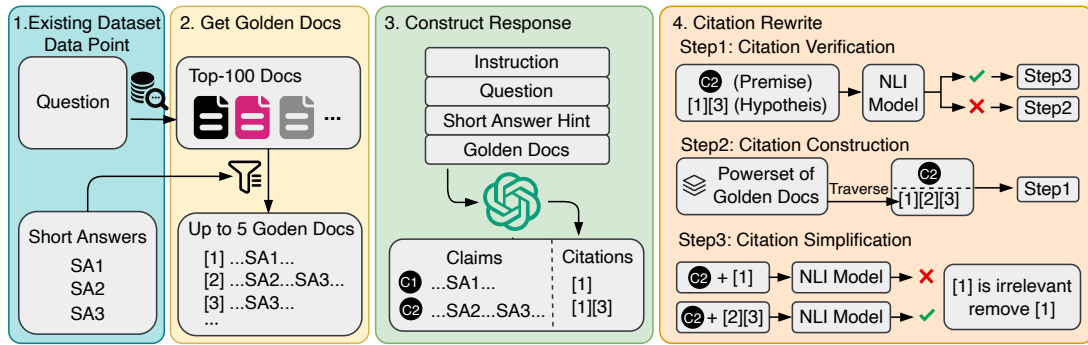 1.Existing Dataset
Data Point
Question
Short Answers
SA1
SA2
SA3
2. Get Golden Docs
Top-100 Docs
...
Up to 5 Goden Docs
[1] ...SA1...
[2] ...SA2...SA3...
[3] ...SA3...
...
3. Construct Response
Instruction
Question
Short Answer Hint
Golden Docs
Claims
Citations
C1 ...SA1... [1]
C2 ...SA2...SA3... [1][3]
4. Citation Rewrite
Step1: Citation Verification
C2 (Premise)
[1][3] (Hypotheis)
NLI
Model
Step3
Step2
Step2: Citation Construction
Powerset of
Golden Docs
Traverse
C2
[1][2][3]
Step1
Step3: Citation Simplification
C2 + [1]
NLI Model
C2 + [2][3]
NLI Model
[1] is irrelevant
remove [1]